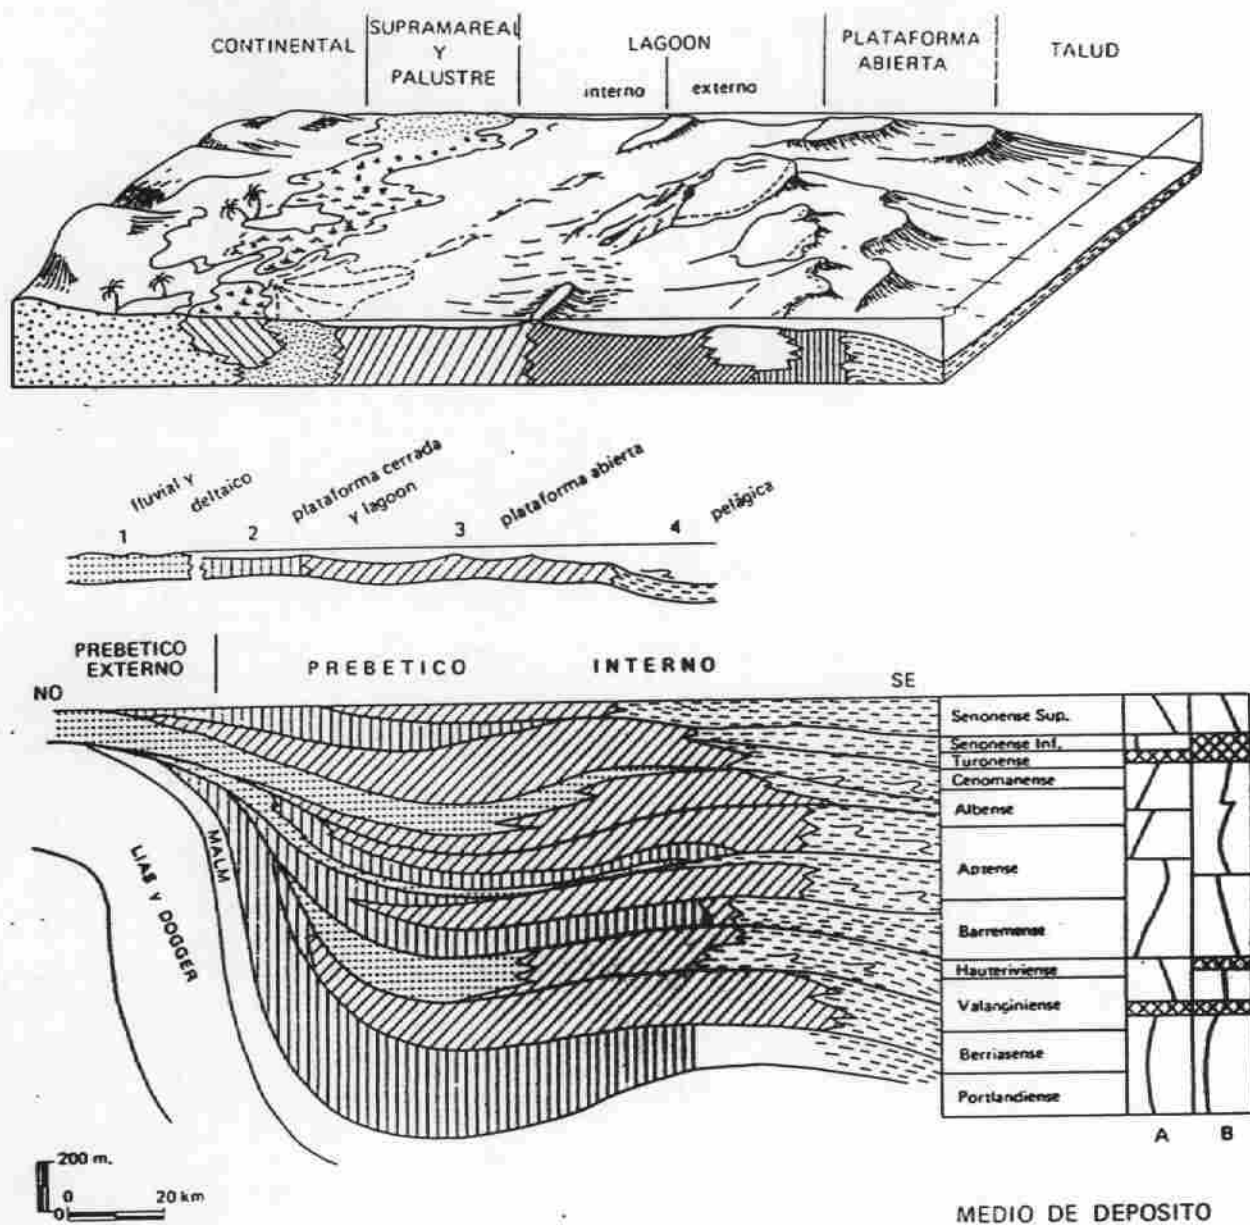 CONTINENTAL
SUPRAMAREAL
Y
PALUSTRE
LAGOON
interno
externo
PLATAFORMA
ABIERTA
TALUD
fluvial y
deltaico
plataforma cerrada
y lagoon
plataforma abierta
pelágica
1
2
3
4
PREBETICO
EXTERNO
PREBETICO INTERNO
NO
SE
Senonense Sup.
Senonense Inf.
Turonense
Cenomanense
Albense
Aptense
Barremense
Hauteriviense
Valanginiense
Berriasense
Portlandiense
LIAS Y DOGGER
MALM
A
B
200 m.
0
0
20 km
MEDIO DE DEPOSITO